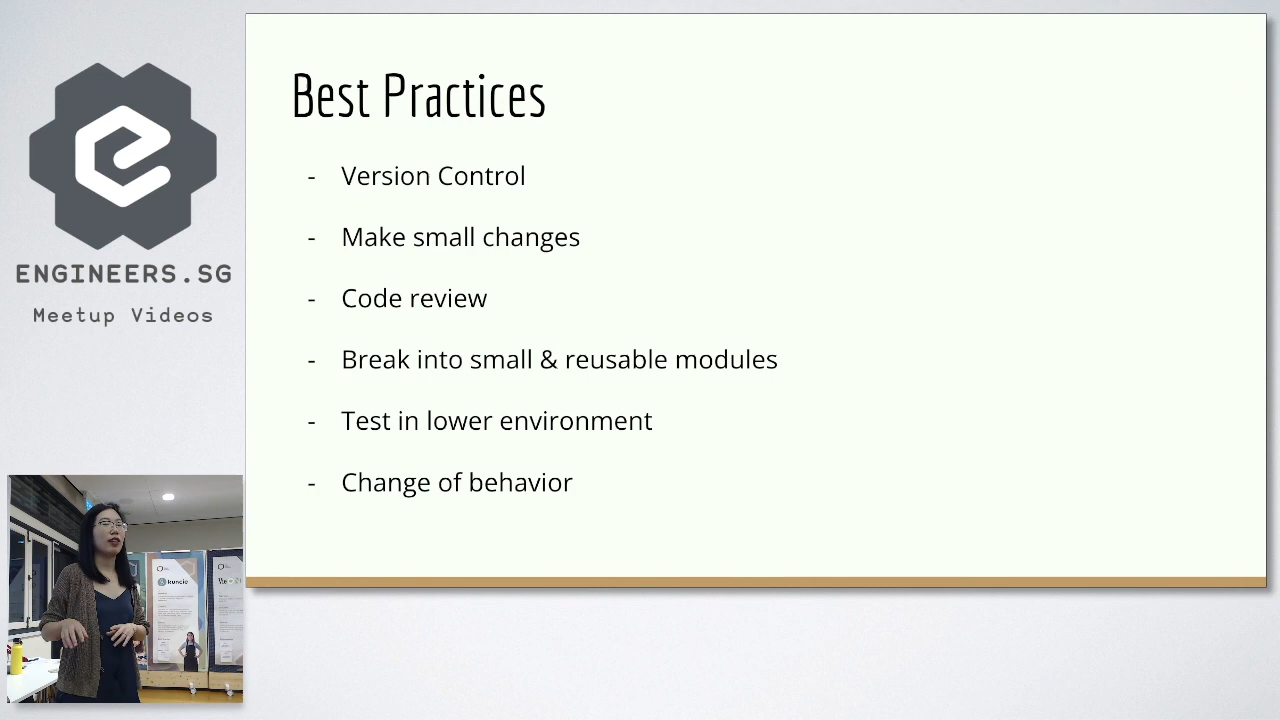 ENGINEERS.SG
Meetup Videos
Best Practices
- Version Control
- Make small changes
- Code review
- Break into small & reusable modules
- Test in lower environment
- Change of behavior
kuncie